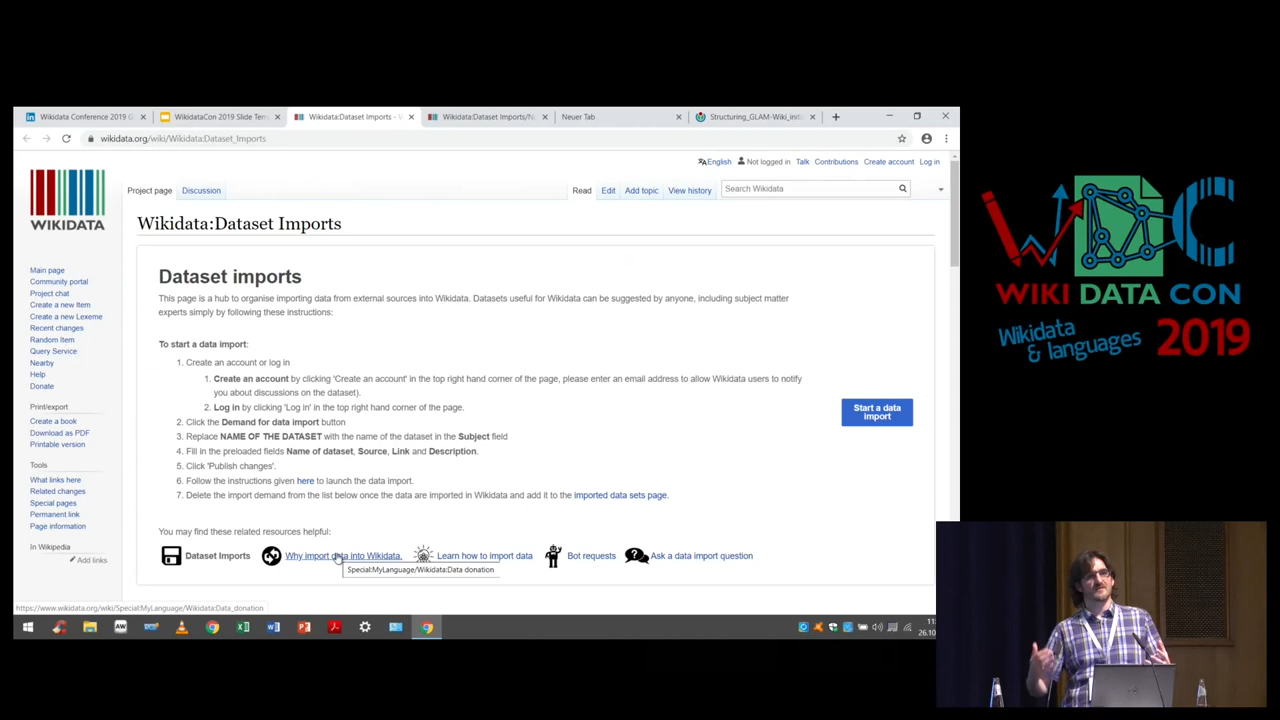 Wikidata Conference 2019 G
WikidataCon 2019 Slide Tem
Wikidata:Dataset Imports - W
Wikidata:Dataset Imports/N
Neuer Tab
Structuring_GLAM-Wiki_initi
wikidata.org/wiki/Wikidata:Dataset_Imports
English Not logged in Talk Contributions Create account Log in
WIKIDATA
Project page Discussion
Read Edit Add topic View history
Search Wikidata
Wikidata:Dataset Imports
Main page
Community portal
Project chat
Create a new Item
Create a new Lexeme
Recent changes
Random Item
Query Service
Nearby
Help
Donate
Print/export
Create a book
Download as PDF
Printable version
Tools
What links here
Related changes
Special pages
Permanent link
Page information
In Wikipedia
Add links
Dataset imports
This page is a hub to organise importing data from external sources into Wikidata. Datasets useful for Wikidata can be suggested by anyone, including subject matter
experts simply by following these instructions:
To start a data import:
1. Create an account or log in
1. Create an account by clicking 'Create an account' in the top right hand corner of the page, please enter an email address to allow Wikidata users to notify
you about discussions on the dataset).
2. Log in by clicking 'Log in' in the top right hand corner of the page.
2. Click the Demand for data import button
3. Replace NAME OF THE DATASET with the name of the dataset in the Subject field
4. Fill in the preloaded fields Name of dataset, Source, Link and Description.
5. Click 'Publish changes'.
6. Follow the instructions given here to launch the data import.
7. Delete the import demand from the list below once the data are imported in Wikidata and add it to the imported data sets page.
Start a data
import
You may find these related resources helpful:
Dataset Imports
Why import data into Wikidata.
Learn how to import data
Bot requests
Ask a data import question
Special:MyLanguage/Wikidata:Data donation
https://www.wikidata.org/wiki/Special:MyLanguage/Wikidata:Data_donation
AW
26.10
WIKI DATA CON
Wikidata
& languages
2019